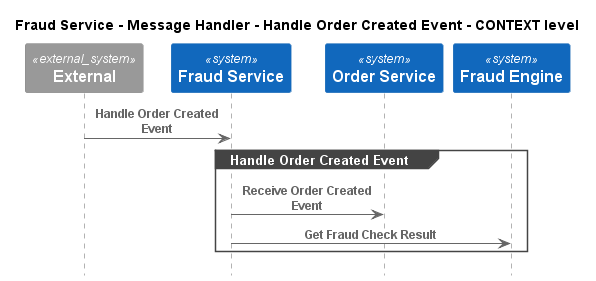 Fraud Service - Message Handler - Handle Order Created Event - CONTEXT level
«external_system»
External
«system»
Fraud Service
«system»
Order Service
«system»
Fraud Engine
Handle Order Created
Event
Handle Order Created Event
Receive Order Created
Event
Get Fraud Check Result